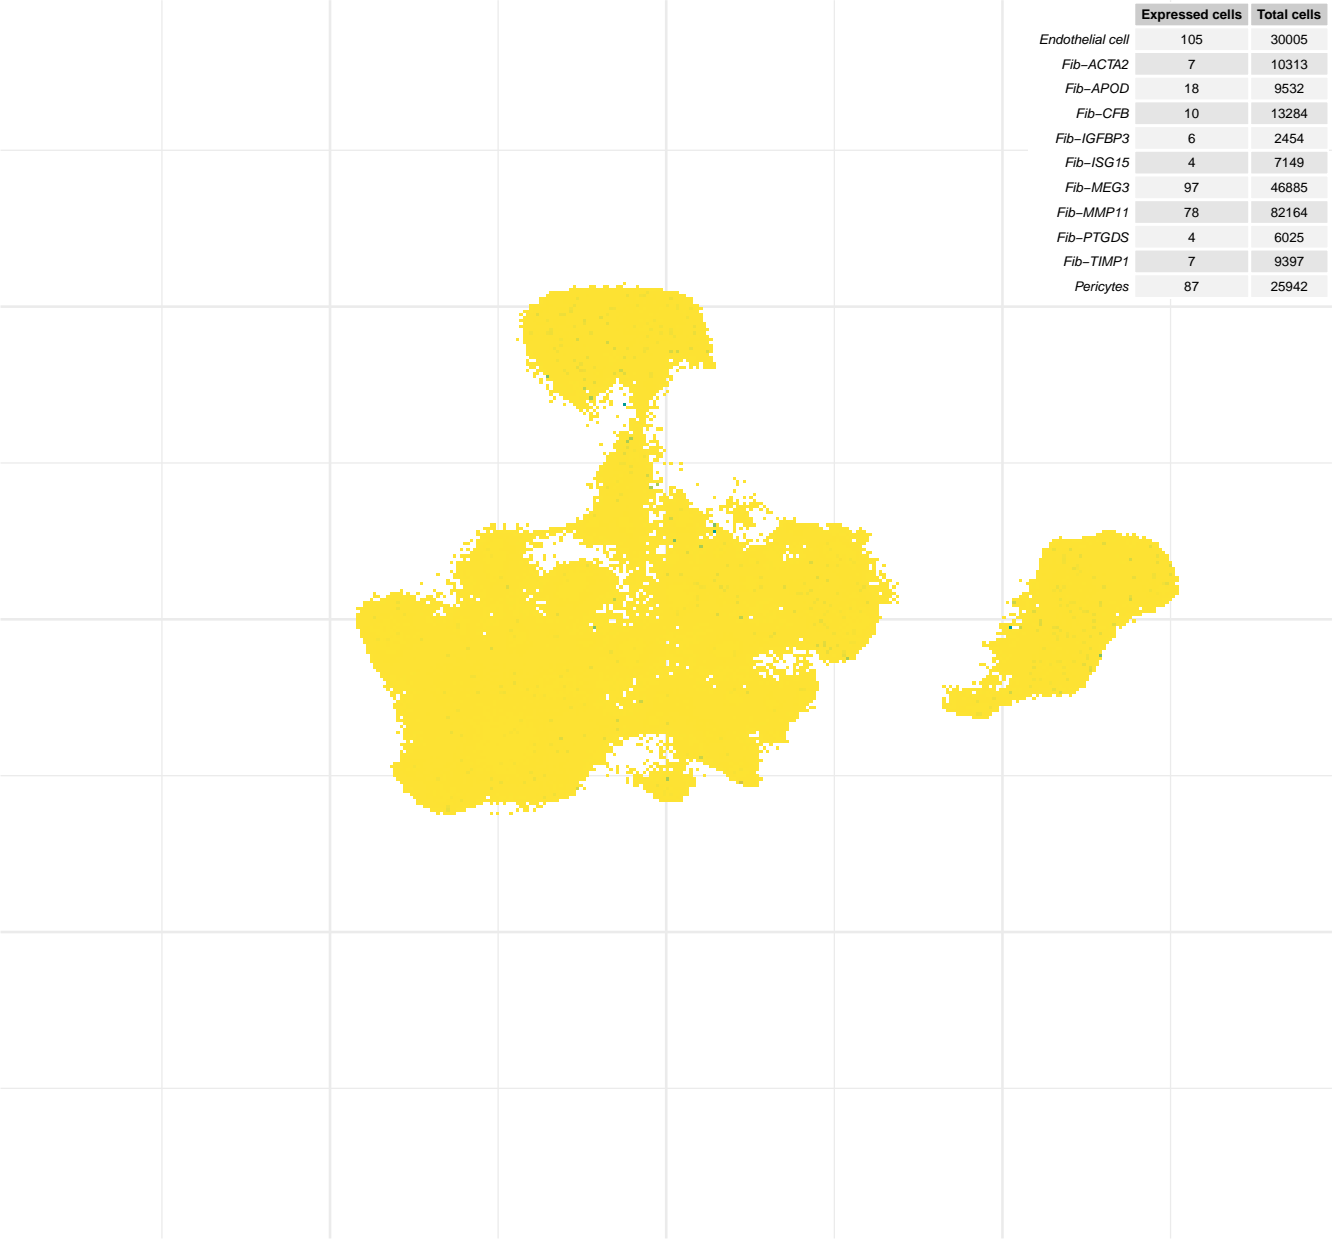 Expressed cells Total cells
Endothelial cell 105 30005
Fib−ACTA2 7 10313
Fib−APOD 18 9532
Fib−CFB 10 13284
Fib−IGFBP3 6 2454
Fib−ISG15 4 7149
Fib−MEG3 97 46885
Fib−MMP11 78 82164
Fib−PTGDS 4 6025
Fib−TIMP1 7 9397
Pericytes 87 25942